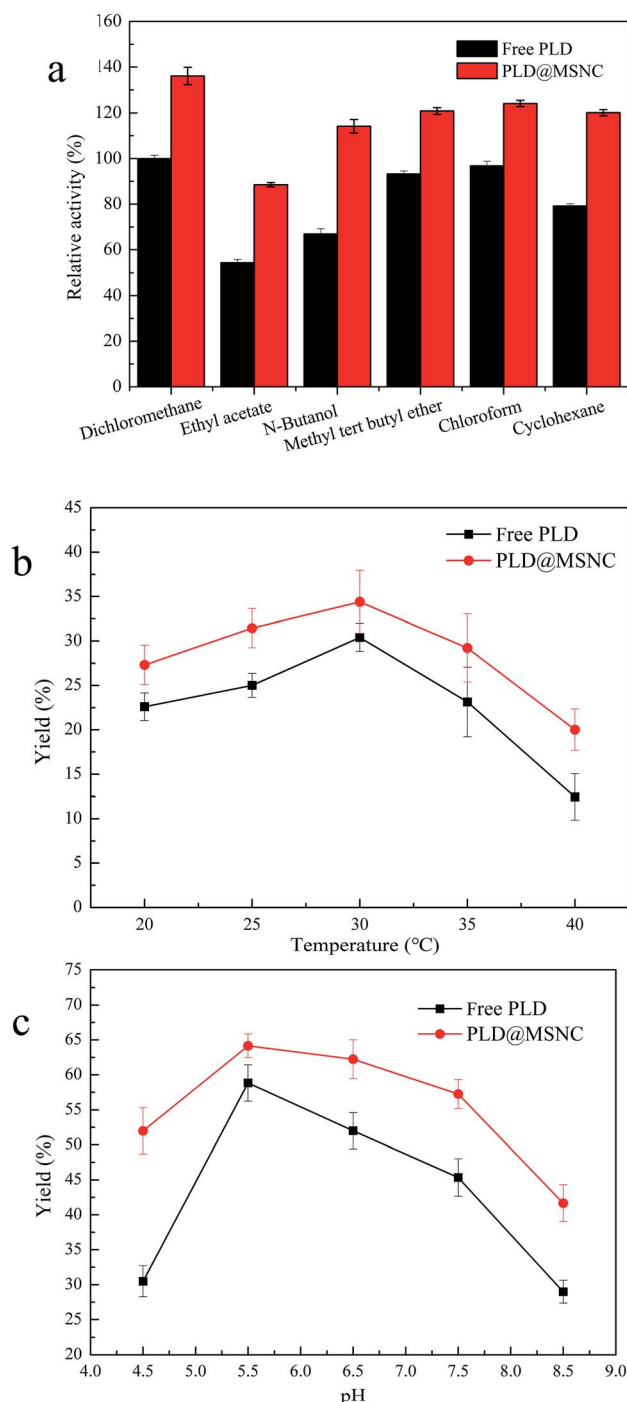 a
160
140
120
100
80
60
40
20
0
Relative activity (%)
Free PLD
PLD@MSNC
Dichloromethane
Ethyl acetate
N-Butanol
Methyl tert butyl ether
Chloroform
Cyclohexane
b
45
40
35
30
25
20
15
10
5
0
Yield (%)
Free PLD
PLD@MSNC
20 25 30 35 40
Temperature (°C)
c
75
70
65
60
55
50
45
40
35
30
25
20
Yield (%)
Free PLD
PLD@MSNC
4.0 4.5 5.0 5.5 6.0 6.5 7.0 7.5 8.0 8.5 9.0
pH